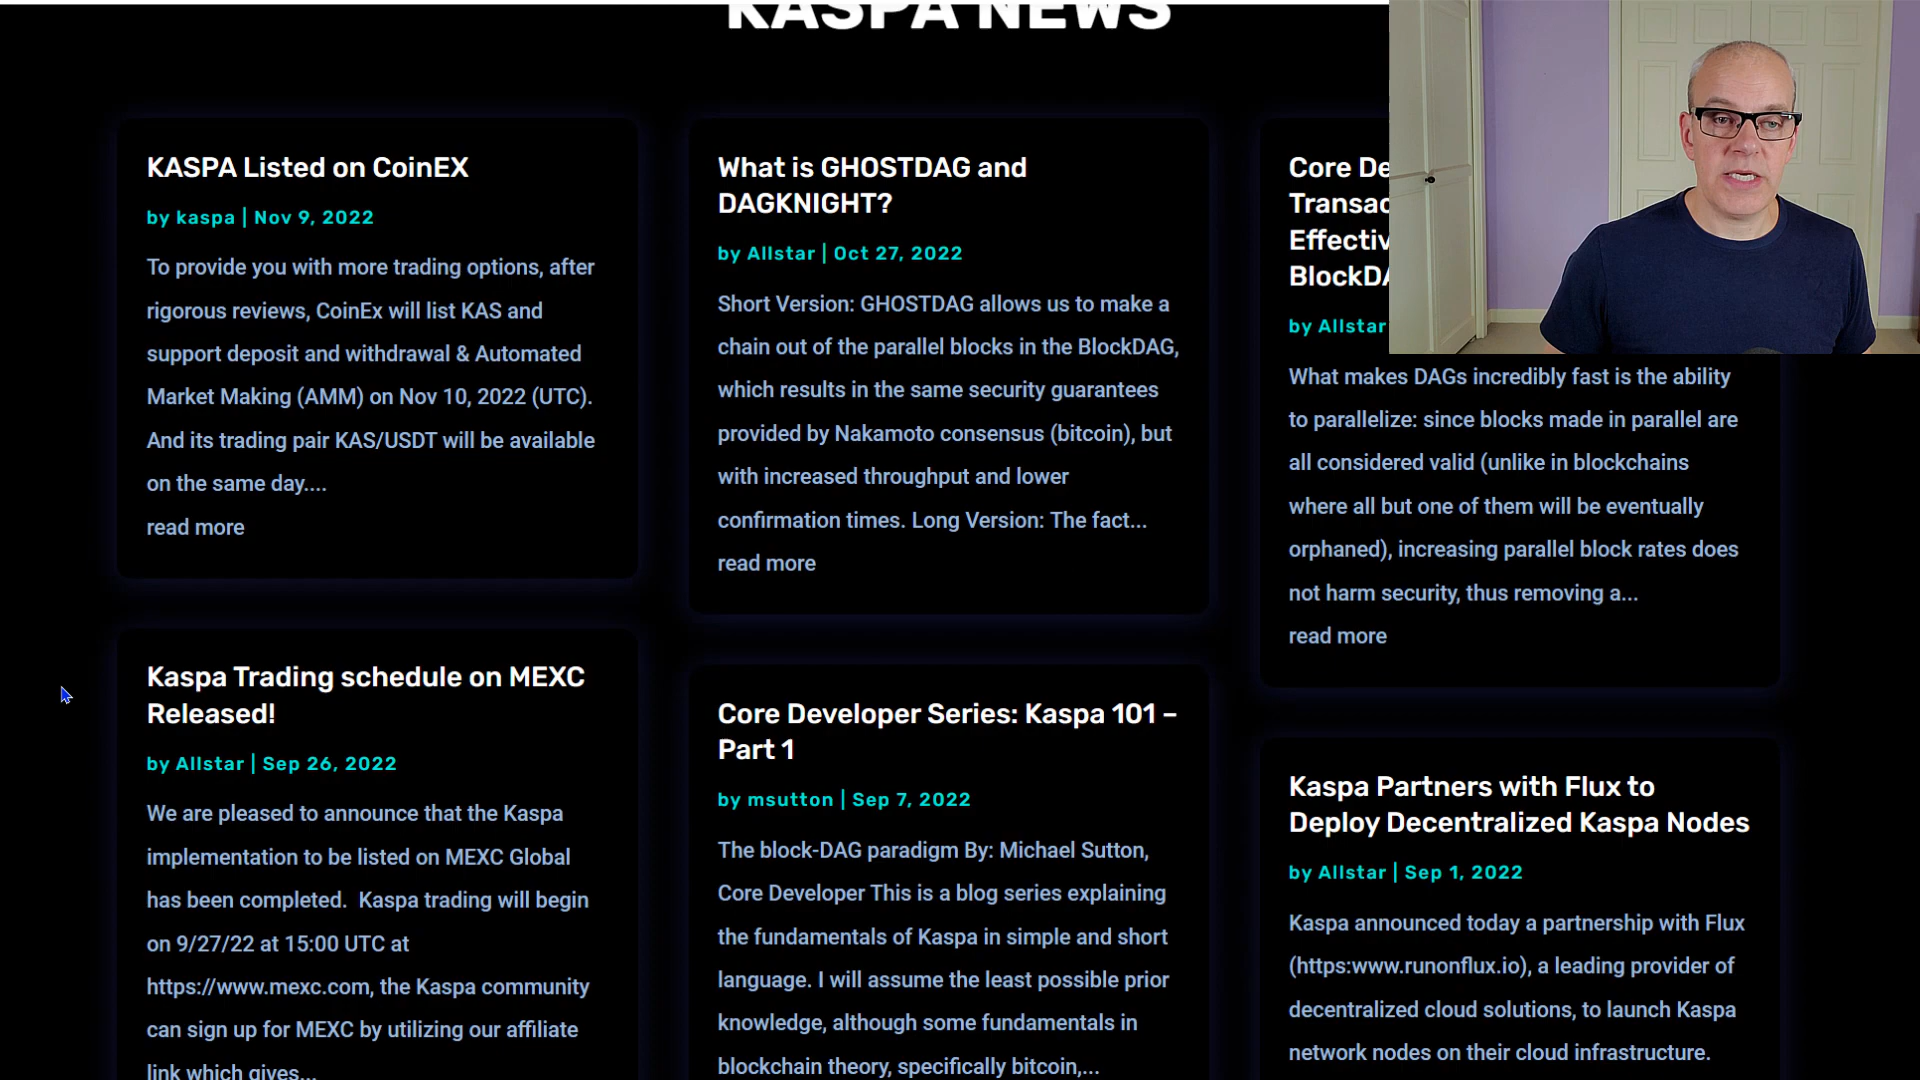 KASPA NEWS
KASPA Listed on CoinEX
by kaspa | Nov 9, 2022
To provide you with more trading options, after
rigorous reviews, CoinEx will list KAS and
support deposit and withdrawal & Automated
Market Making (AMM) on Nov 10, 2022 (UTC).
And its trading pair KAS/USDT will be available
on the same day....
read more
Kaspa Trading schedule on MEXC
Released!
by Allstar | Sep 26, 2022
We are pleased to announce that the Kaspa
implementation to be listed on MEXC Global
has been completed.  Kaspa trading will begin
on 9/27/22 at 15:00 UTC at
https://www.mexc.com, the Kaspa community
can sign up for MEXC by utilizing our affiliate
link which gives...
What is GHOSTDAG and
DAGKNIGHT?
by Allstar | Oct 27, 2022
Short Version: GHOSTDAG allows us to make a
chain out of the parallel blocks in the BlockDAG,
which results in the same security guarantees
provided by Nakamoto consensus (bitcoin), but
with increased throughput and lower
confirmation times. Long Version: The fact...
read more
Core Developer Series: Kaspa 101 –
Part 1
by msutton | Sep 7, 2022
The block-DAG paradigm By: Michael Sutton,
Core Developer This is a blog series explaining
the fundamentals of Kaspa in simple and short
language. I will assume the least possible prior
knowledge, although some fundamentals in
blockchain theory, specifically bitcoin,...
Core De
Transac
Effectiv
BlockDA
by Allstar
What makes DAGs incredibly fast is the ability
to parallelize: since blocks made in parallel are
all considered valid (unlike in blockchains
where all but one of them will be eventually
orphaned), increasing parallel block rates does
not harm security, thus removing a...
read more
Kaspa Partners with Flux to
Deploy Decentralized Kaspa Nodes
by Allstar | Sep 1, 2022
Kaspa announced today a partnership with Flux
(https:www.runonflux.io), a leading provider of
decentralized cloud solutions, to launch Kaspa
network nodes on their cloud infrastructure.